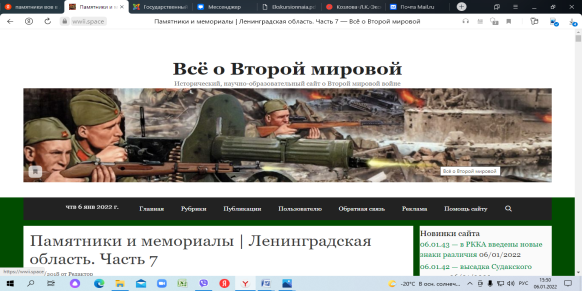 памятники вов в
Памятники и м
Государственный
Мессенджер
Ekskursionnaia.pdf
Козлова-Л.К.-Экс
Почта Mail.ru
wwii.space
Памятники и мемориалы | Ленинградская область. Часть 7 — Всё о Второй мировой
Всё о Второй мировой
Исторический, научно-образовательный сайт о Второй мировой войне
Всё о Второй мировой
чтв 6 янв 2022 г.
Главная
Рубрики
Публикации
Пользователю
Обратная связь
Реклама
Помощь сайту
Памятники и мемориалы | Ленинградская
область. Часть 7
2018 от Редактор
Новинки сайта
06.01.43 — в РККА введены новые
знаки различия 06/01/2022
06.01.42 — высадка Судакского
https://wwii.space
-20°C В осн. солнечн...
РУС
15:50
06.01.2022